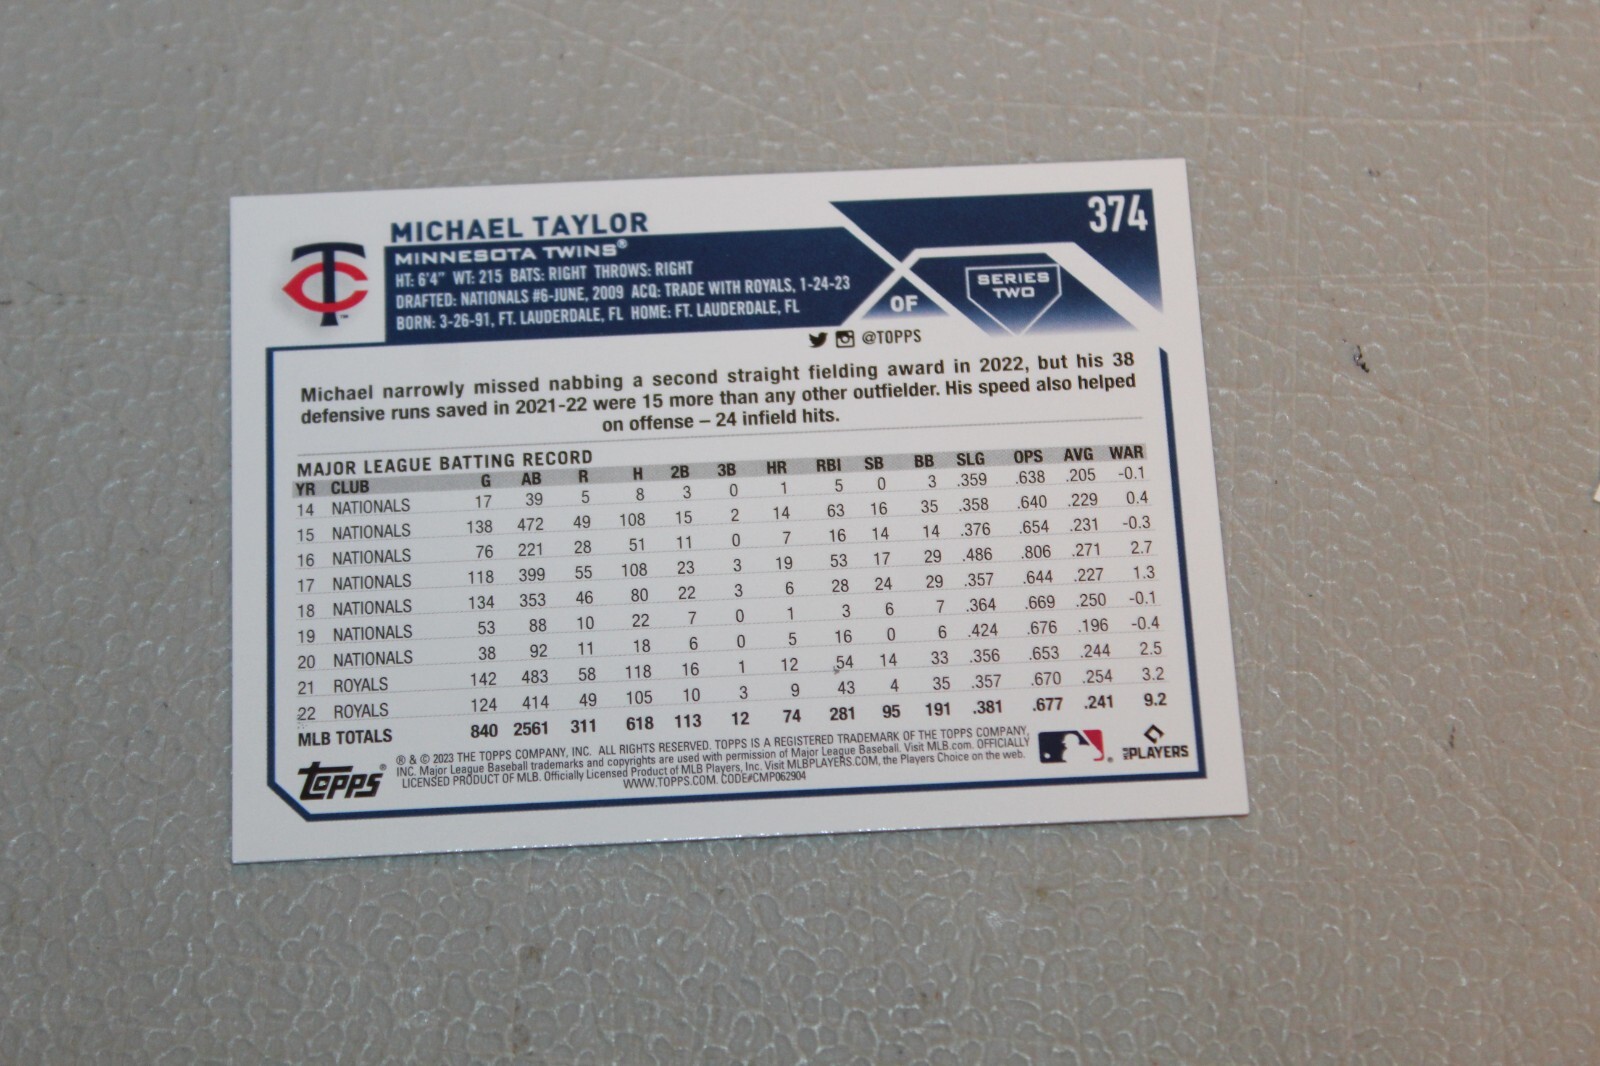 MICHAEL TAYLOR
374
MINNESOTA TWINS®
HT: 6'4" WT: 215 BATS: RIGHT THROWS: RIGHT
DRAFTED: NATIONALS #6-JUNE, 2009 ACQ: TRADE WITH ROYALS, 1-24-23
BORN: 3-26-91, FT. LAUDERDALE, FL HOME: FT. LAUDERDALE, FL
TC™
OF
SERIES
TWO
@TOPPS
Michael narrowly missed nabbing a second straight fielding award in 2022, but his 38
defensive runs saved in 2021-22 were 15 more than any other outfielder. His speed also helped
on offense – 24 infield hits.
MAJOR LEAGUE BATTING RECORD
YR CLUB G AB R H 2B 3B HR RBI SB BB SLG OPS AVG WAR
14 NATIONALS 17 39 5 8 3 0 1 5 0 3 .359 .638 .205 -0.1
15 NATIONALS 138 472 49 108 15 2 14 63 16 35 .358 .640 .229 0.4
16 NATIONALS 76 221 28 51 11 0 7 16 14 14 .376 .654 .231 -0.3
17 NATIONALS 118 399 55 108 23 3 19 53 17 29 .486 .806 .271 2.7
18 NATIONALS 134 353 46 80 22 3 6 28 24 29 .357 .644 .227 1.3
19 NATIONALS 53 88 10 22 7 0 1 3 6 7 .364 .669 .250 -0.1
20 NATIONALS 38 92 11 18 6 0 5 16 0 6 .424 .676 .196 -0.4
21 ROYALS 142 483 58 118 16 1 12 54 14 33 .356 .653 .244 2.5
22 ROYALS 124 414 49 105 10 3 9 43 4 35 .357 .670 .254 3.2
MLB TOTALS 840 2561 311 618 113 12 74 281 95 191 .381 .677 .241 9.2
Topps®
® & © 2023 THE TOPPS COMPANY, INC. ALL RIGHTS RESERVED. TOPPS IS A REGISTERED TRADEMARK OF THE TOPPS COMPANY,
INC. Major League Baseball trademarks and copyrights are used with permission of Major League Baseball. Visit MLB.com. OFFICIALLY
LICENSED PRODUCT OF MLB. Officially Licensed Product of MLB Players, Inc. Visit MLBPLAYERS.COM, the Players Choice on the web.
WWW.TOPPS.COM. CODE#CMP062904
MLB PLAYERS